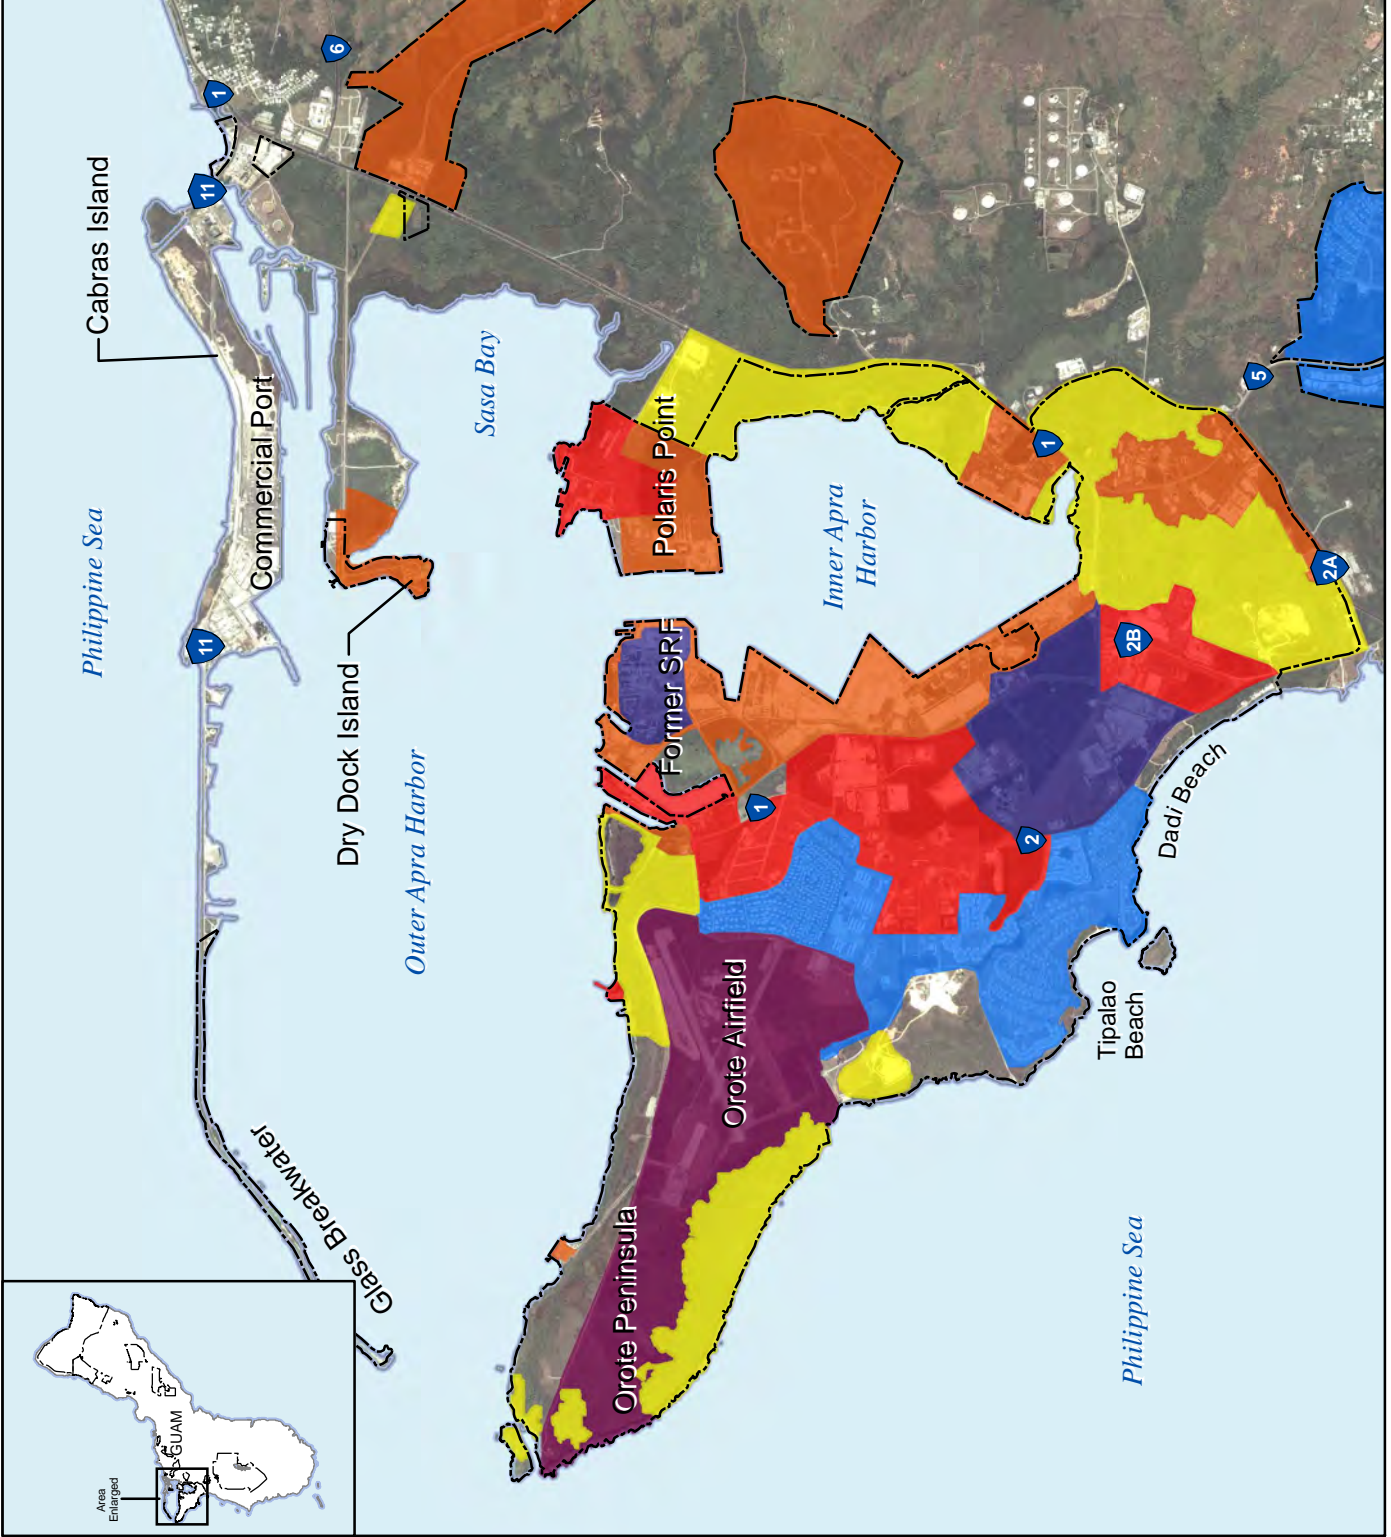 Cabras Island
Commercial Port
Philippine Sea
Sasa Bay
Polaris Point
Dry Dock Island
Outer Apra Harbor
Inner Apra
Harbor
Former SRF
Orote Airfield
Orote Peninsula
Glass Breakwater
Dadi Beach
Tipalao
Beach
Philippine Sea
GUAM
Area
Enlarged
1
6
11
11
1
5
2A
2B
1
2